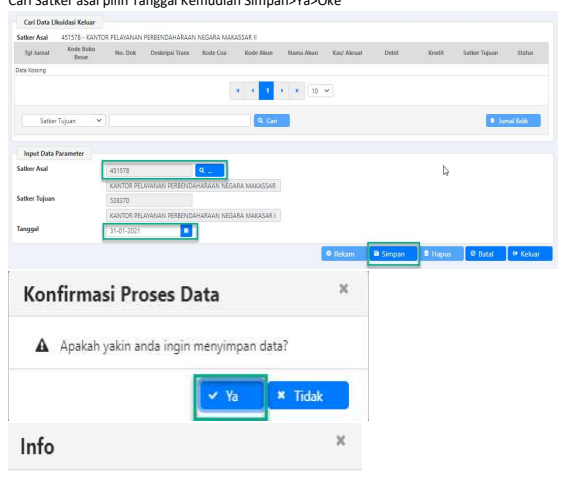 Cari Satker asal pilih Tanggal Kemudian Simpan>Ya>Oke
Cari Data Likuidasi Keluar
Satker Asal 451578 - KANTOR PELAYANAN PERBENDAHARAAN NEGARA MAKASSAR II
Tgl Jurnal Kode Buku Besar No. Dok Deskripsi Trans Kode Coa Kode Akun Nama Akun Kas/ Akrual Debit Kredit Satker Tujuan Status
Data Kosong
1 10
Satker Tujuan Cari Jurnal Balik
Input Data Parameter
Satker Asal 451578
KANTOR PELAYANAN PERBENDAHARAAN NEGARA MAKASSAR
Satker Tujuan 528370
KANTOR PELAYANAN PERBENDAHARAAN NEGARA MAKASAR I
Tanggal 31-01-2021
Rekam Simpan Hapus Batal Keluar
Konfirmasi Proses Data
Apakah yakin anda ingin menyimpan data?
Ya Tidak
Info